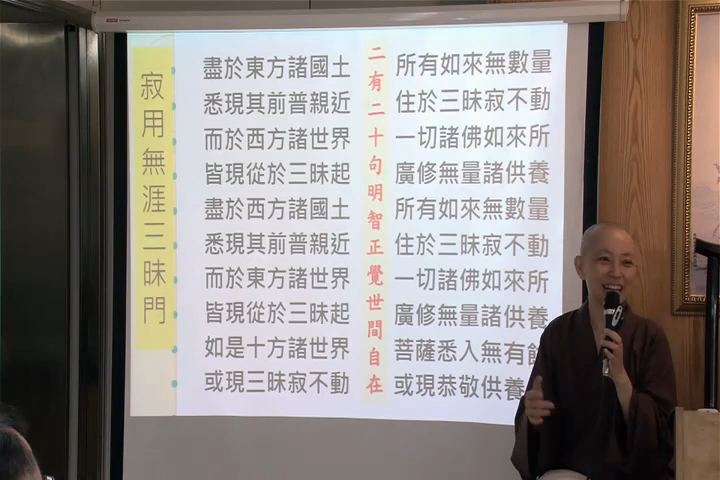 寂用無涯三昧門
二有二十句明智正覺世間自在
盡於東方諸國土 所有如來無數量
悉現其前普親近 住於三昧寂不動
而於西方諸世界 一切諸佛如來所
皆現從於三昧起 廣修無量諸供養
盡於西方諸國土 所有如來無數量
悉現其前普親近 住於三昧寂不動
而於東方諸世界 一切諸佛如來所
皆現從於三昧起 廣修無量諸供養
如是十方諸世界 菩薩悉入無有
或現三昧寂不動 或現恭敬供養